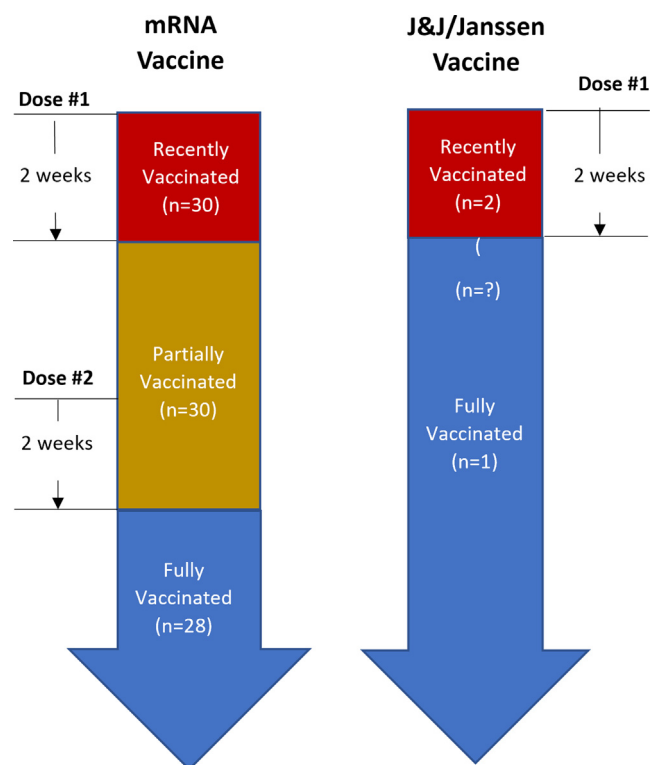 mRNA
Vaccine
Dose #1
2 weeks
Recently
Vaccinated
(n=30)
Partially
Vaccinated
(n=30)
Dose #2
2 weeks
Fully
Vaccinated
(n=28)
J&J/Janssen
Vaccine
Dose #1
2 weeks
Recently
Vaccinated
(n=2)
(
(n=?)
Fully
Vaccinated
(n=1)